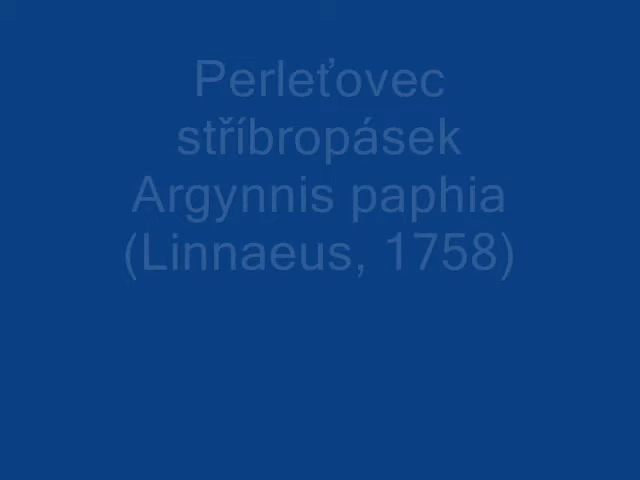 Perleťovec
stříbropásek
Argynnis paphia
(Linnaeus, 1758)